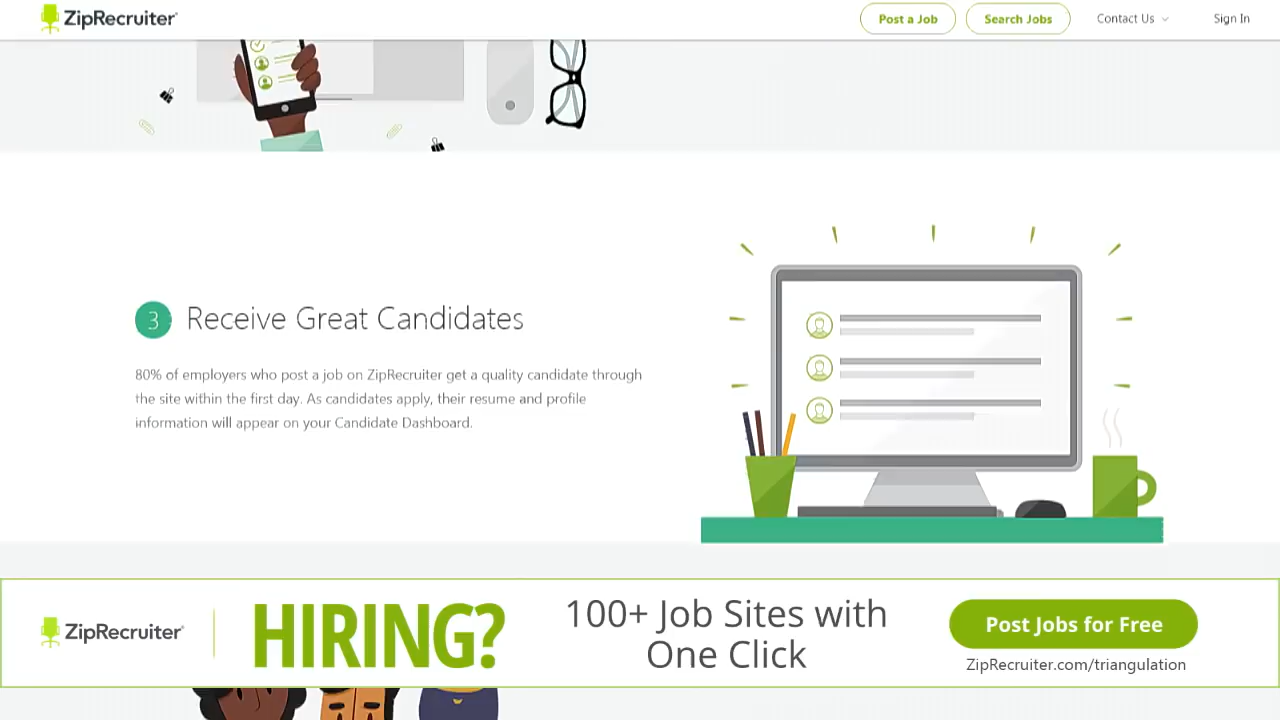 ZipRecruiter
Post a Job
Search Jobs
Contact Us
Sign In
3 Receive Great Candidates
80% of employers who post a job on ZipRecruiter get a quality candidate through
the site within the first day. As candidates apply, their resume and profile
information will appear on your Candidate Dashboard.
ZipRecruiter
HIRING?
100+ Job Sites with
One Click
Post Jobs for Free
ZipRecruiter.com/triangulation